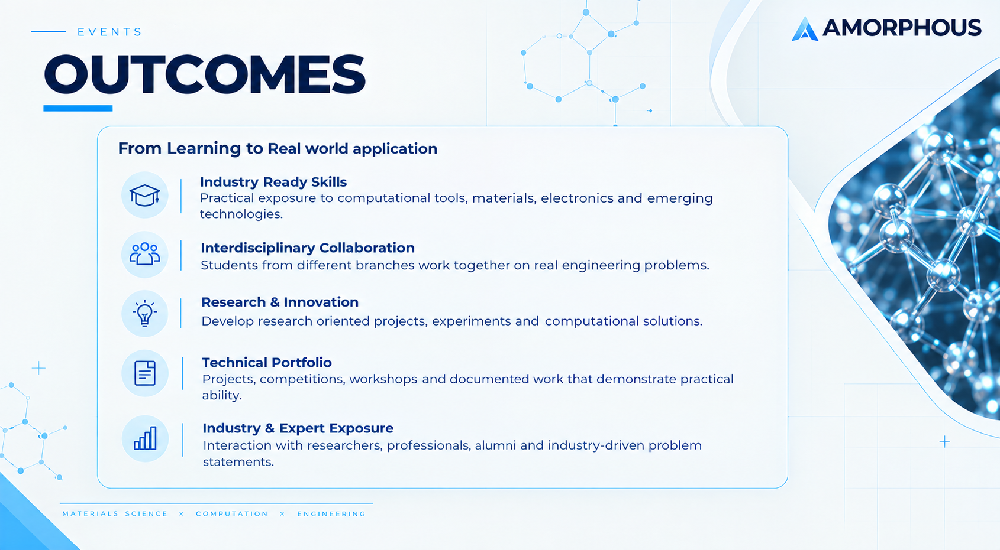 EVENTS
AMORPHOUS
OUTCOMES
From Learning to Real world application
Industry Ready Skills
Practical exposure to computational tools, materials, electronics and emerging
technologies.
Interdisciplinary Collaboration
Students from different branches work together on real engineering problems.
Research & Innovation
Develop research oriented projects, experiments and computational solutions.
Technical Portfolio
Projects, competitions, workshops and documented work that demonstrate practical
ability.
Industry & Expert Exposure
Interaction with researchers, professionals, alumni and industry-driven problem
statements.
MATERIALS SCIENCE × COMPUTATION × ENGINEERING